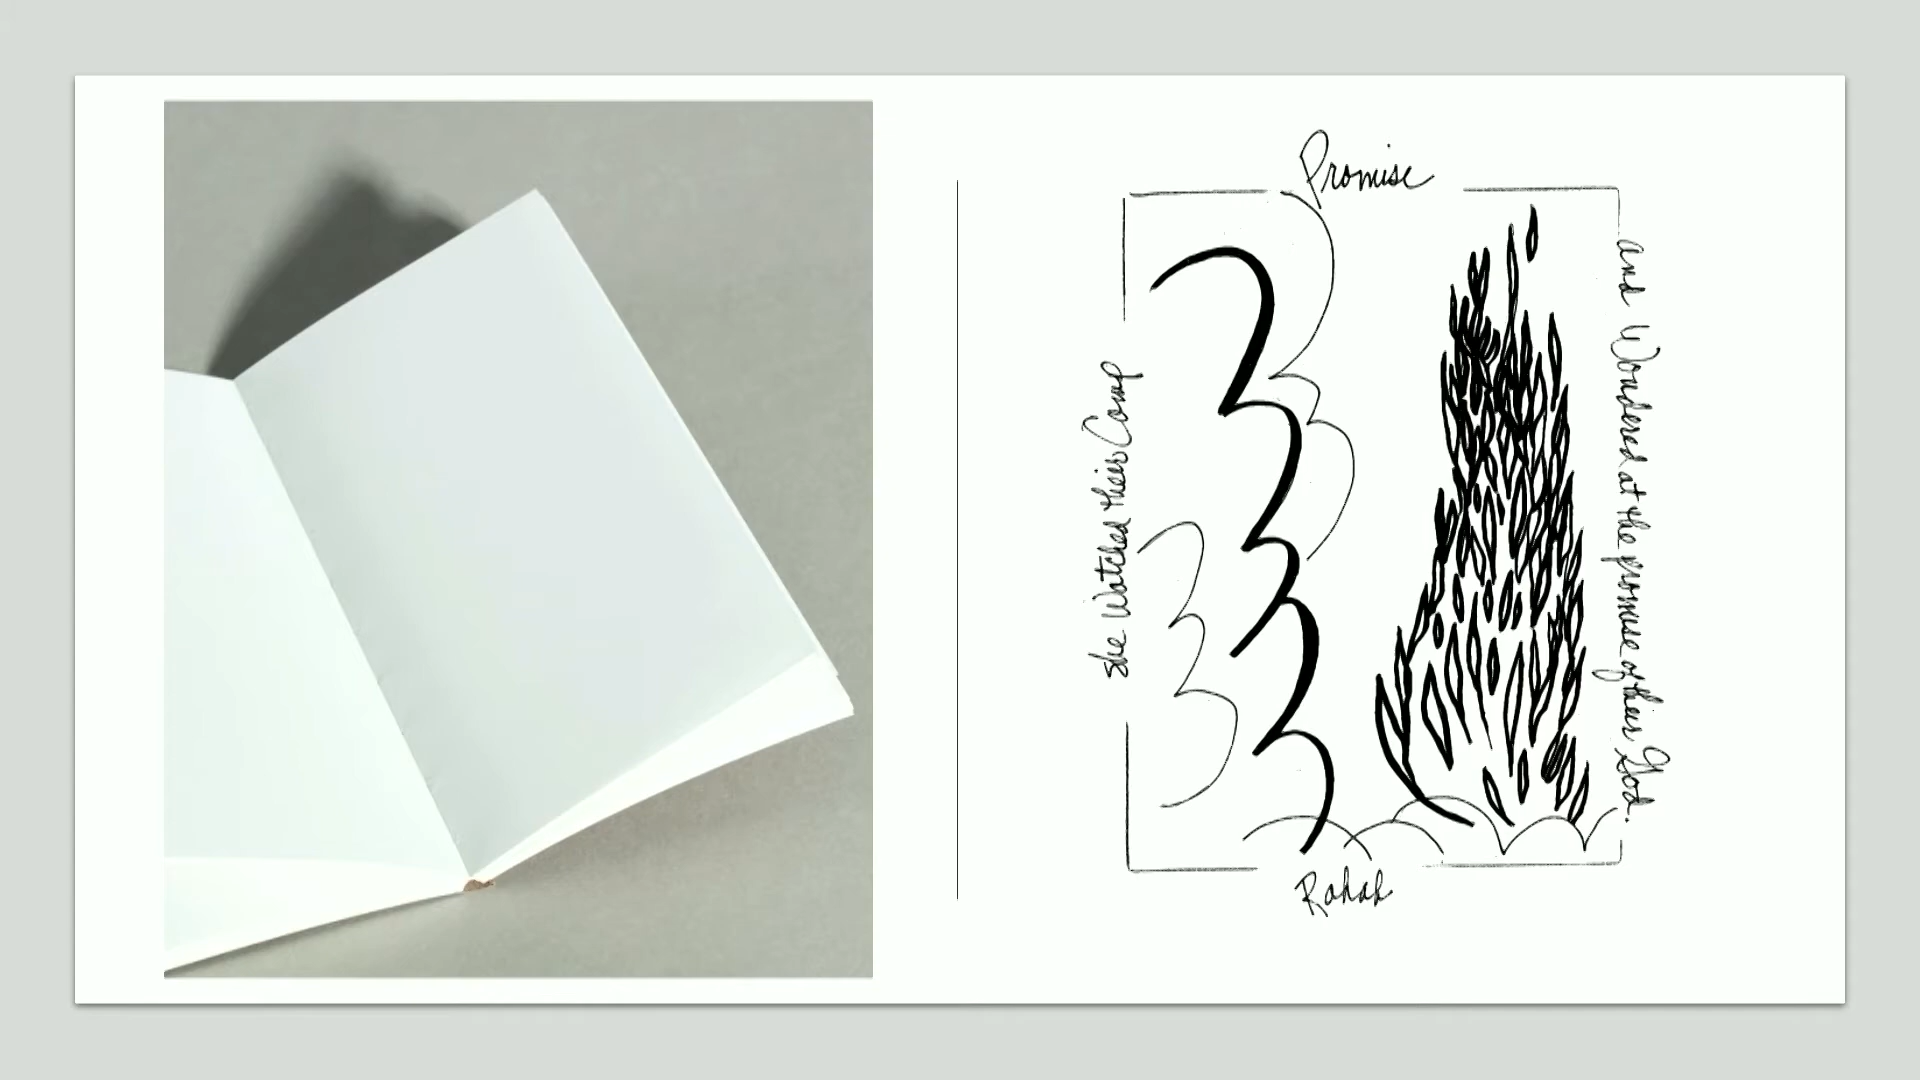 Promise
She Watched their Camp
and Wondered at the promise of their God.
Rahab